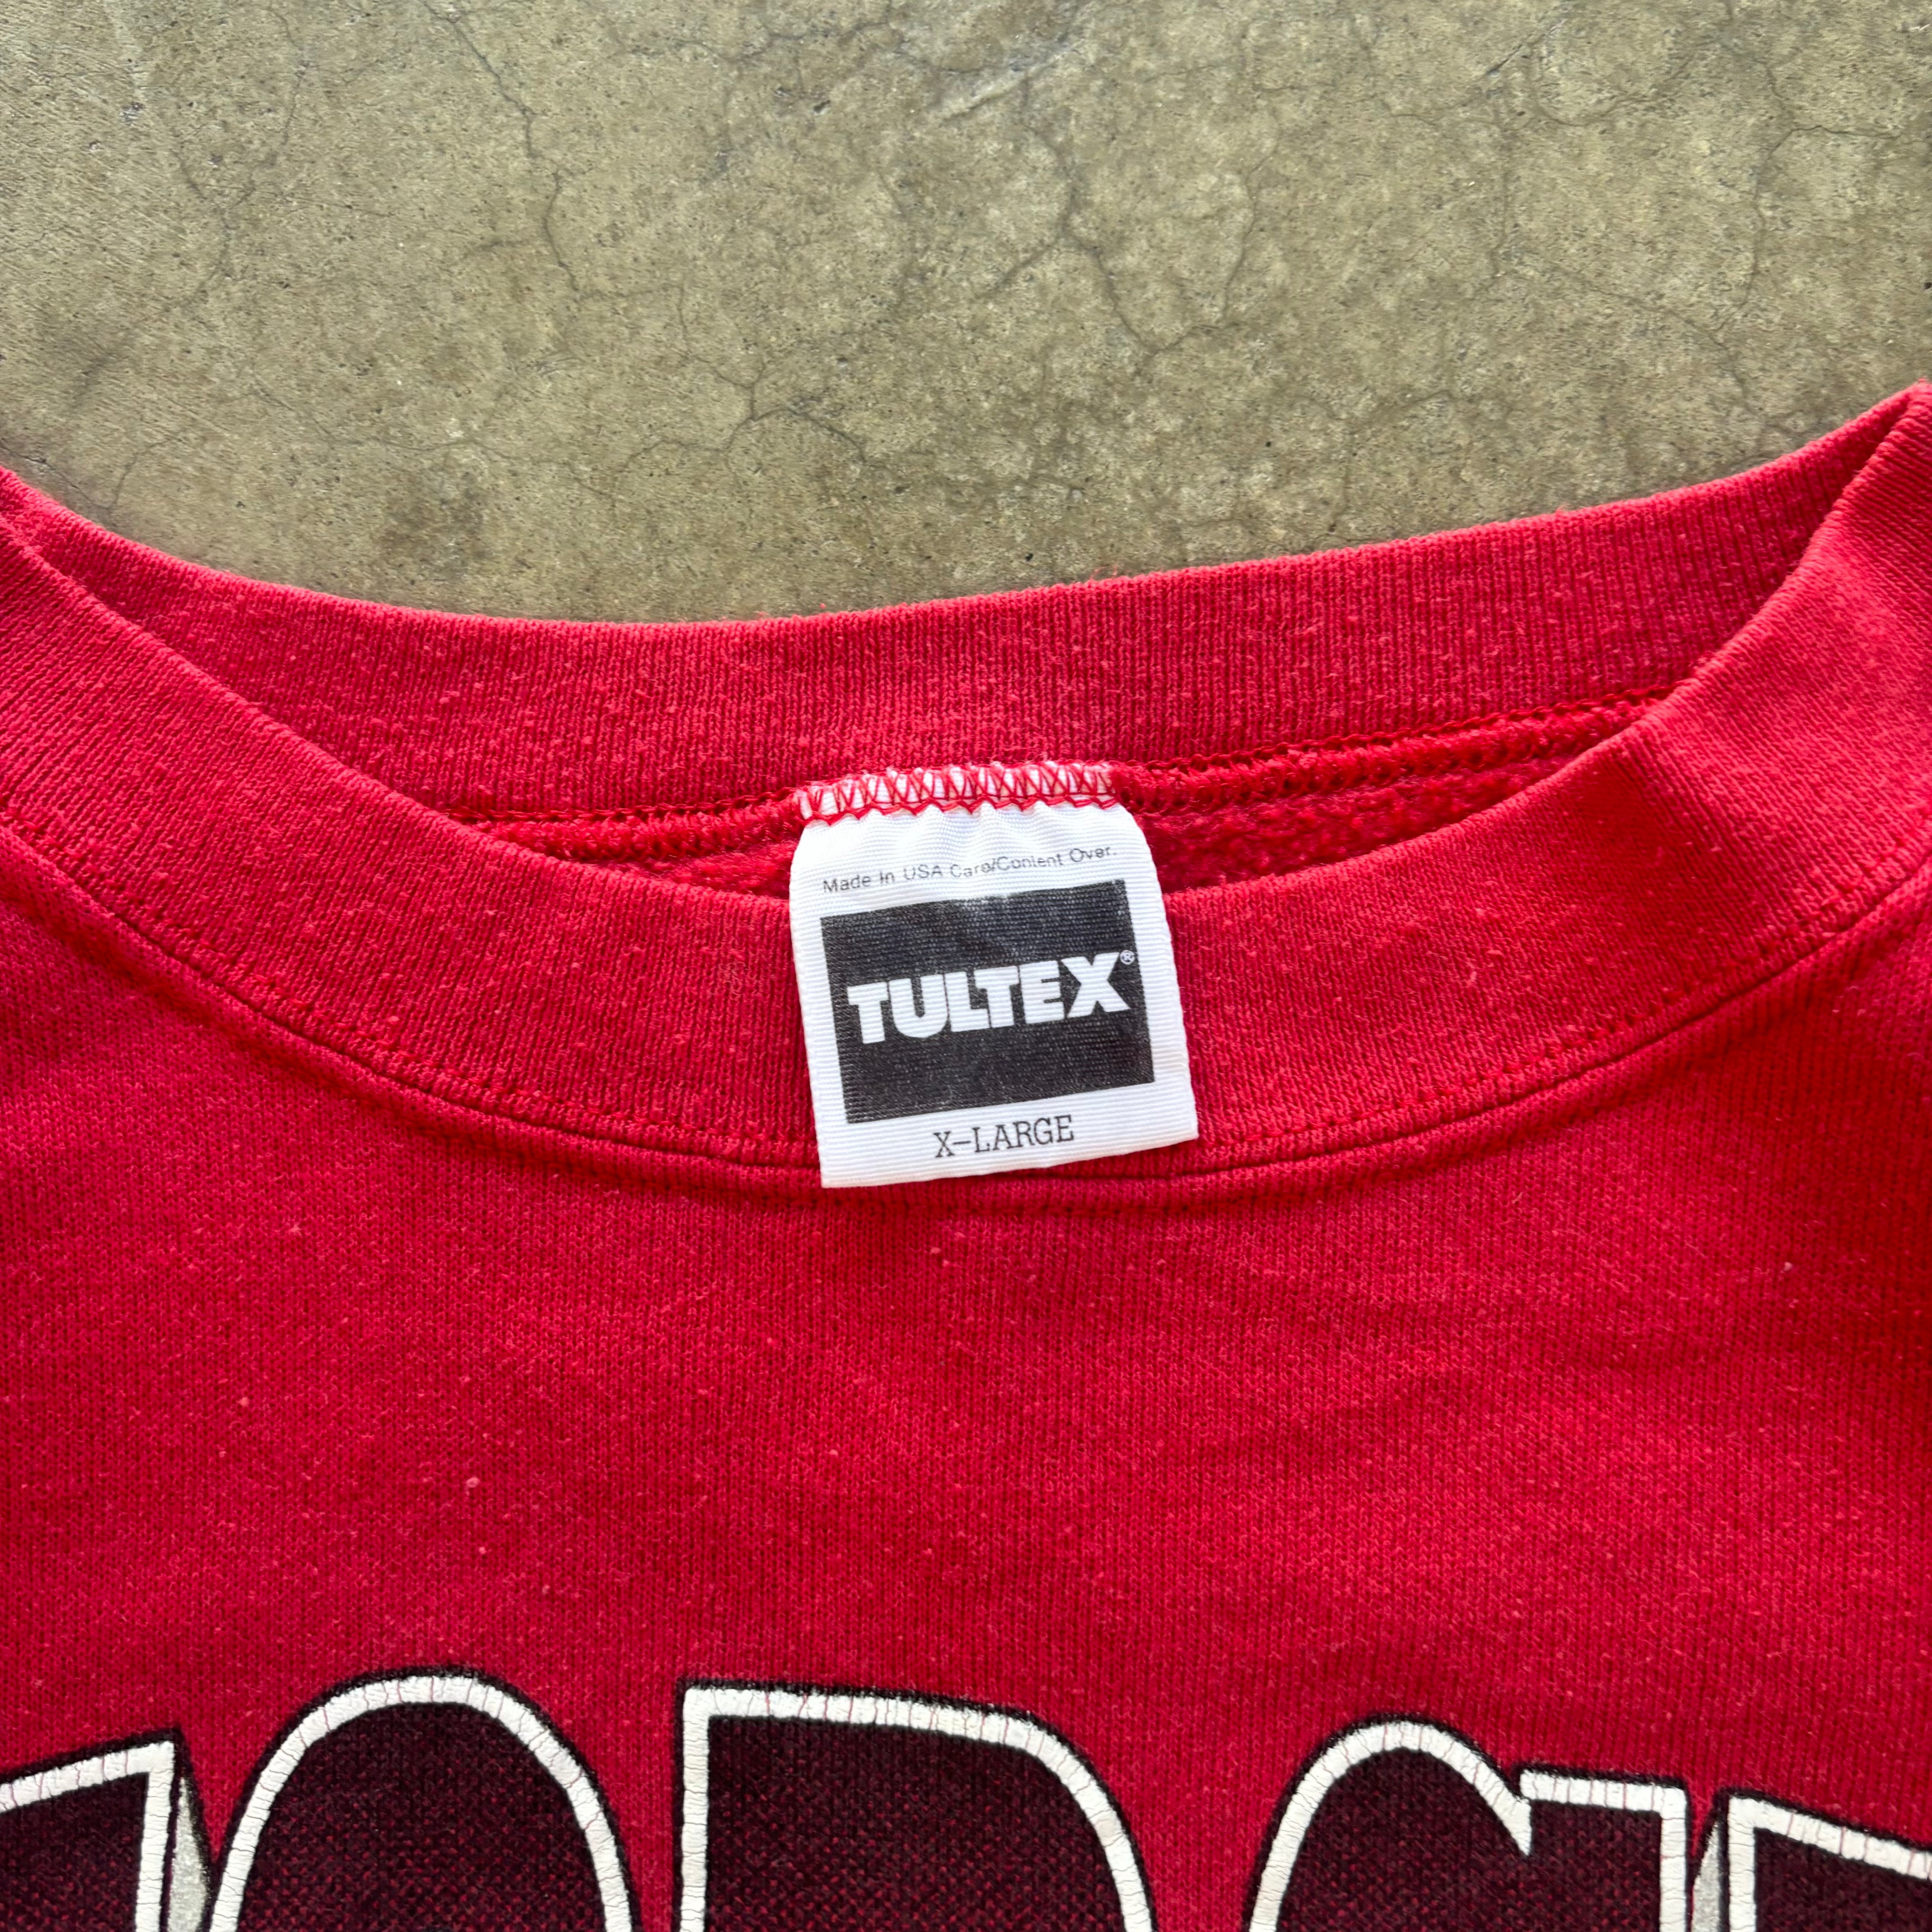 Made in USA Care/Content Over.
TULTEX®
X-LARGE